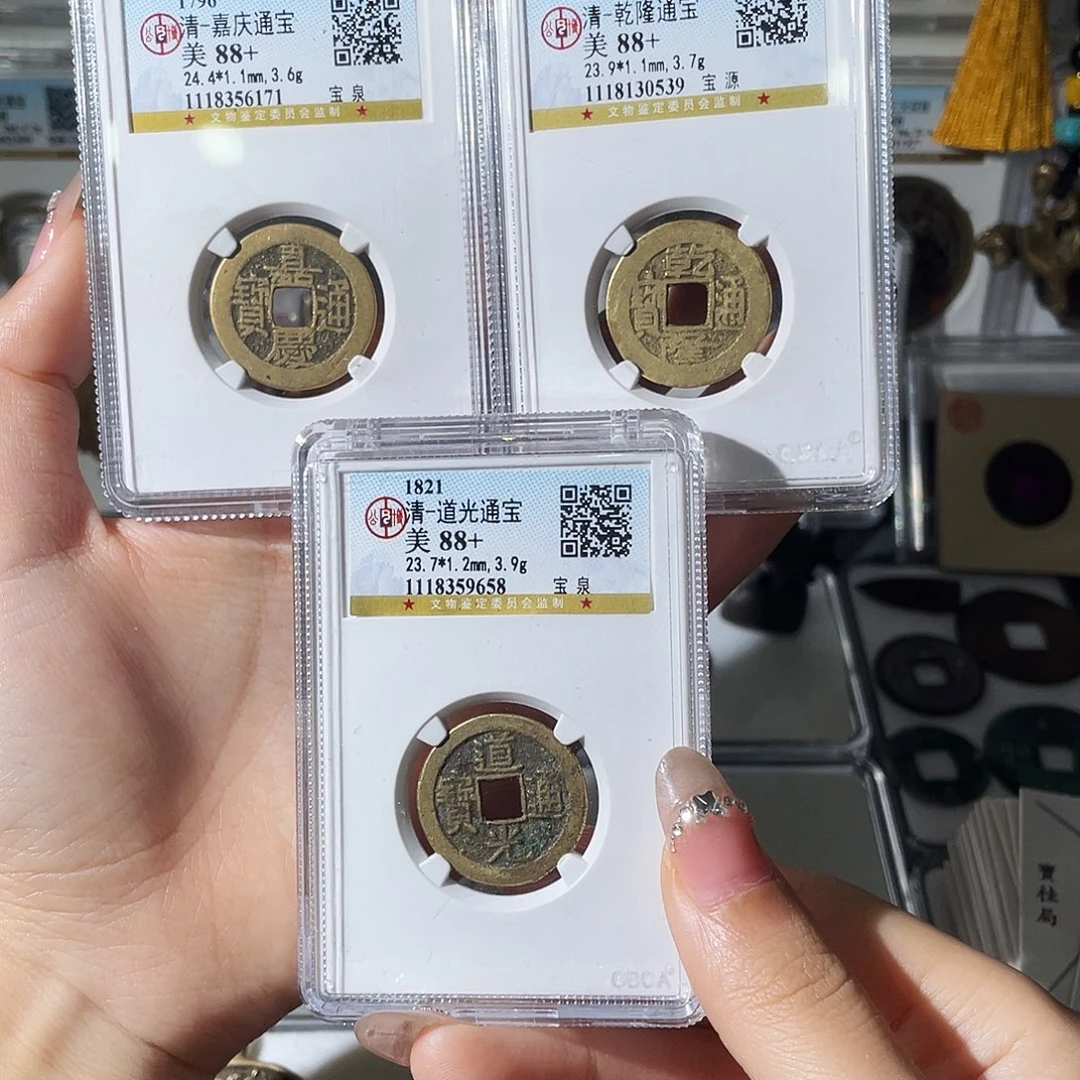 1796
清-嘉庆通宝
美 88+
24.4*1.1mm, 3.6g
1118356171 宝泉
★ 文物鉴定委员会监制 ★
嘉慶通寶
清-乾隆通宝
美 88+
23.9*1.1mm, 3.7g
1118130539 宝源
★ 文物鉴定委员会监制 ★
乾隆通寶
GBCA
1821
清-道光通宝
美 88+
23.7*1.2mm, 3.9g
1118359658 宝泉
★ 文物鉴定委员会监制 ★
道光通寶
GBCA